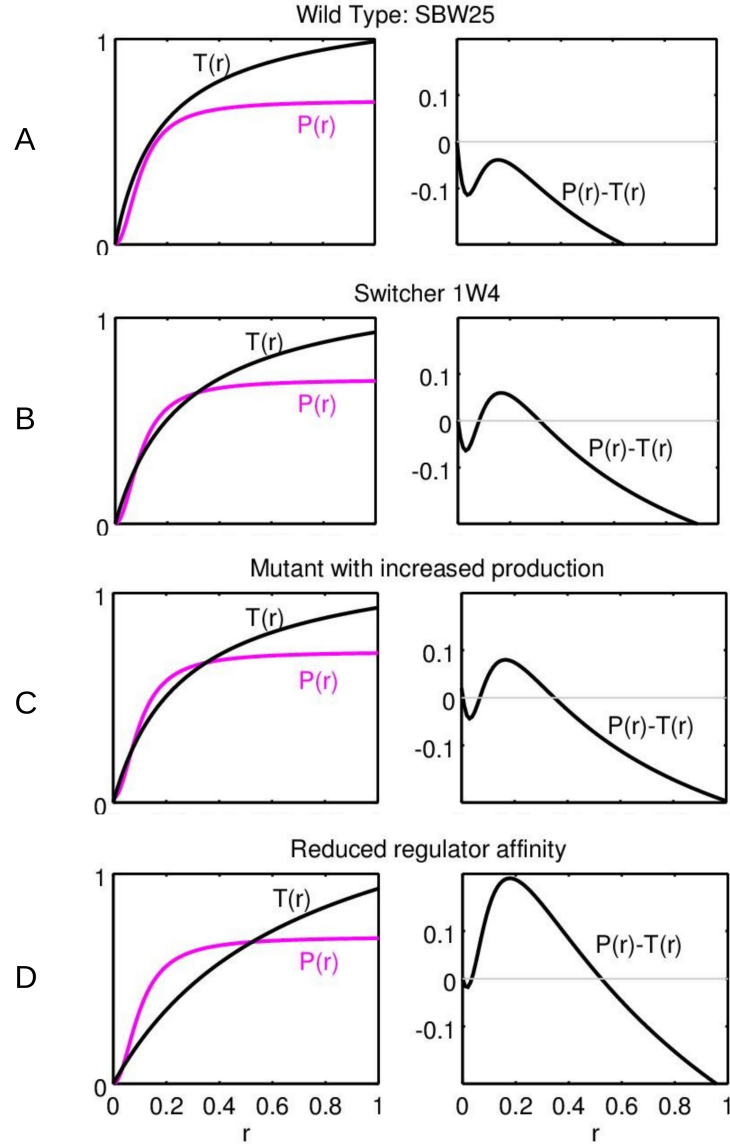 Wild Type: SBW25
A
1
T(r)
P(r)
0
0.1
0
-0.1
P(r)-T(r)
Switcher 1W4
B
1
T(r)
P(r)
0
0.1
0
-0.1
P(r)-T(r)
Mutant with increased production
C
1
T(r)
P(r)
0
0.1
0
-0.1
P(r)-T(r)
Reduced regulator affinity
D
1
T(r)
P(r)
0
0 0.2 0.4 0.6 0.8 1
r
0.1
0
-0.1
P(r)-T(r)
0 0.2 0.4 0.6 0.8 1
r